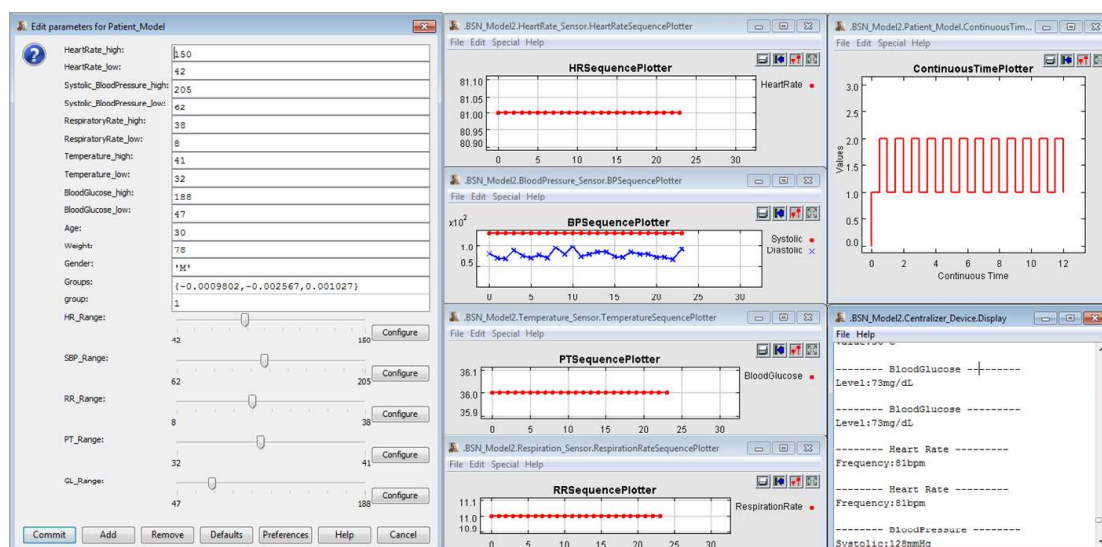 Edit parameters for Patient_Model
HeartRate_high: 150
HeartRate_low: 42
Systolic_BloodPressure_high: 205
Systolic_BloodPressure_low: 62
RespiratoryRate_high: 38
RespiratoryRate_low: 8
Temperature_high: 41
Temperature_low: 32
BloodGlucose_high: 188
BloodGlucose_low: 47
Age: 30
Weight: 78
Gender: 'M'
Groups: {-0.0009802,-0.002567,0.001027}
group: 1
HR_Range:
42 150 Configure
SBP_Range:
62 205 Configure
RR_Range:
8 38 Configure
PT_Range:
32 41 Configure
GL_Range:
47 188 Configure
Commit Add Remove Defaults Preferences Help Cancel
.BSN_Model2.HeartRate_Sensor.HeartRateSequencePlotter
File Edit Special Help
HRSequencePlotter
HeartRate
81.10
81.05
81.00
80.95
80.90
0 5 10 15 20 25 30
.BSN_Model2.BloodPressure_Sensor.BPSequencePlotter
File Edit Special Help
x10²
BPSequencePlotter
Systolic
Diastolic
1.0
0.5
0 5 10 15 20 25 30
.BSN_Model2.Temperature_Sensor.TemperatureSequencePlotter
File Edit Special Help
PTSequencePlotter
BloodGlucose
36.1
36.0
35.9
0 5 10 15 20 25 30
.BSN_Model2.Respiration_Sensor.RespirationRateSequencePlotter
File Edit Special Help
RRSequencePlotter
RespirationRate
11.1
11.0
10.9
0 5 10 15 20 25 30
.BSN_Model2.Patient_Model.ContinuousTim...
File Edit Special Help
ContinuousTimePlotter
3.0
2.5
2.0
1.5
1.0
0.5
0.0
Values
0 2 4 6 8 10 12 14
Continuous Time
.BSN_Model2.Centralizer_Device.Display
File Help
-------- BloodGlucose ---------
Level:73mg/dL
-------- BloodGlucose ---------
Level:73mg/dL
-------- Heart Rate ---------
Frequency:81bpm
-------- Heart Rate ---------
Frequency:81bpm
-------- BloodPressure --------
Systolic:128mmHg